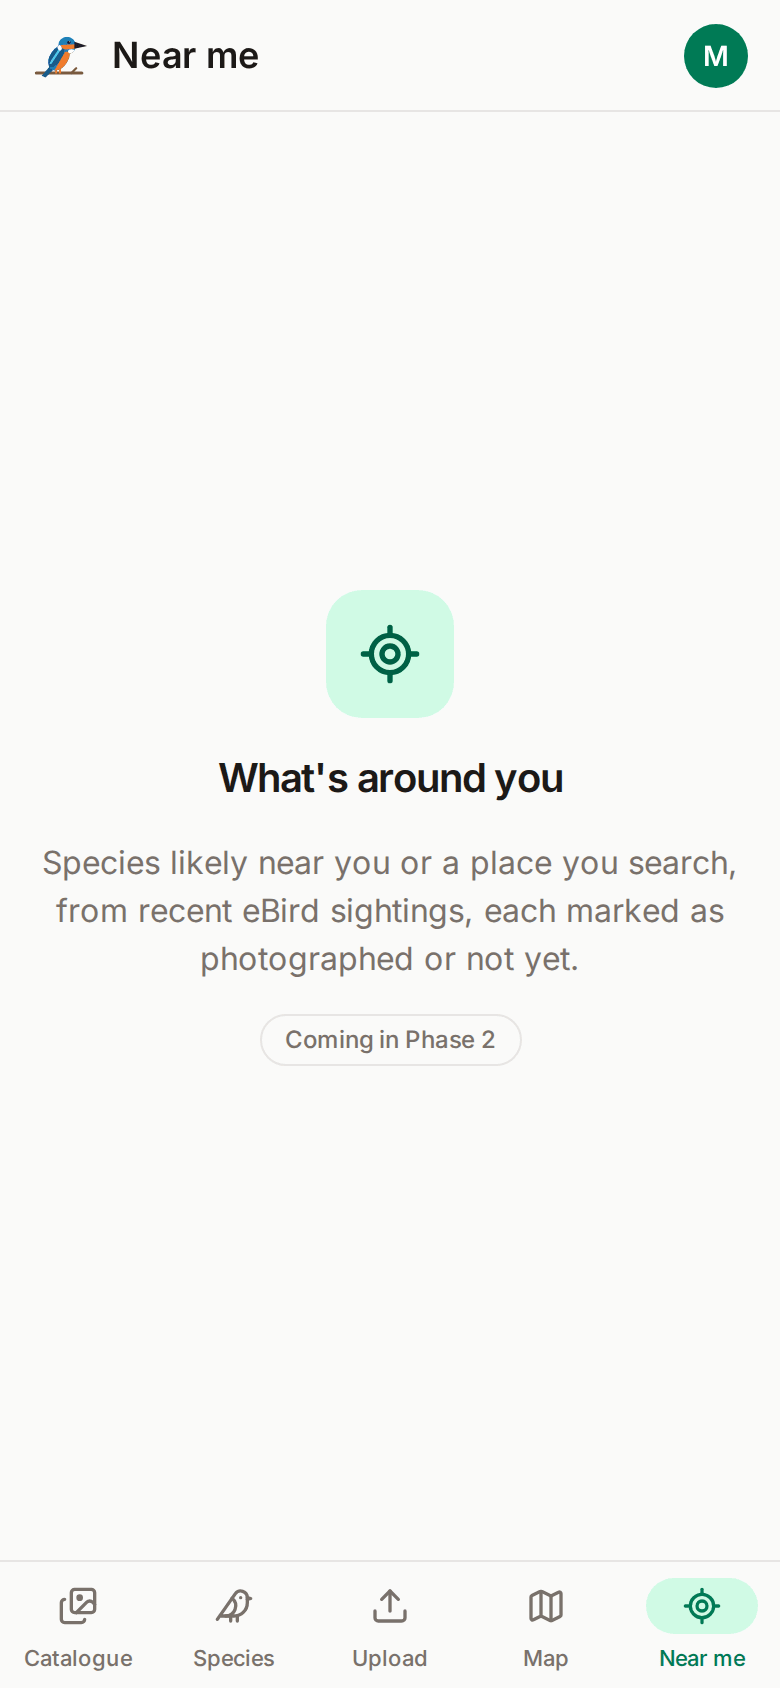 Near me
M
What's around you
Species likely near you or a place you search,
from recent eBird sightings, each marked as
photographed or not yet.
Coming in Phase 2
Catalogue
Species
Upload
Map
Near me